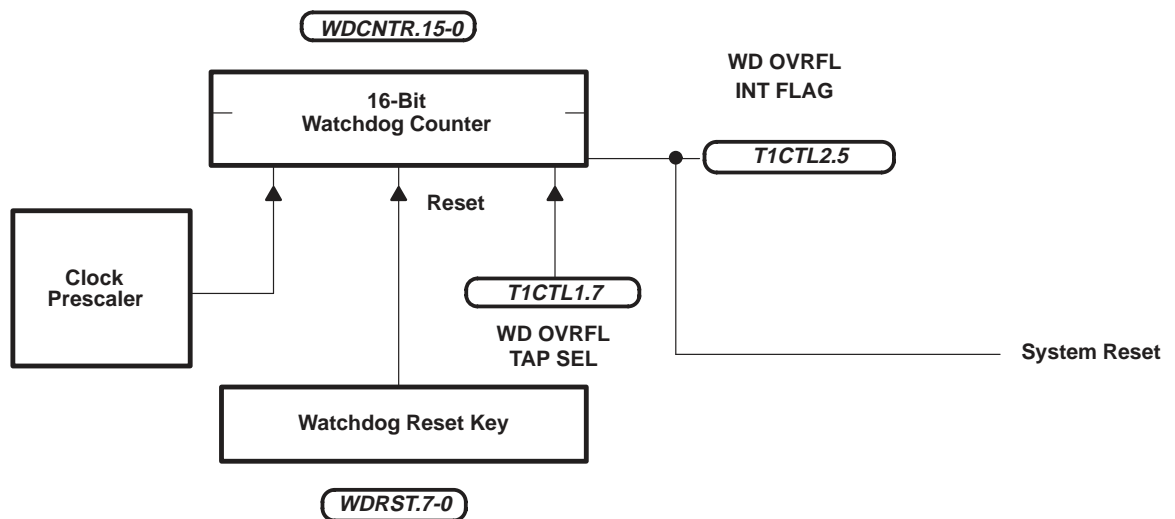 WDCNTR.15-0
WD OVRFL
INT FLAG
16-Bit
Watchdog Counter
T1CTL2.5
Reset
Clock
Prescaler
T1CTL1.7
WD OVRFL
TAP SEL
System Reset
Watchdog Reset Key
WDRST.7-0